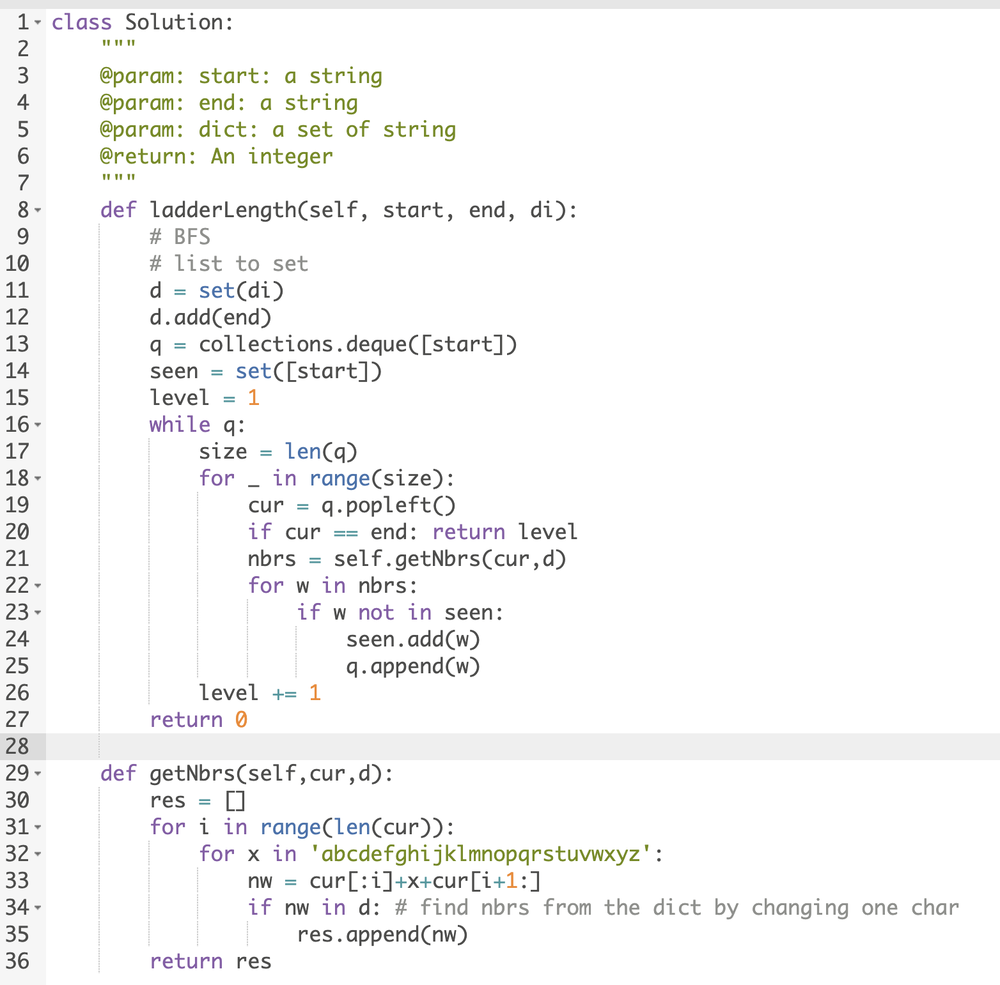 1 class Solution:
2     """
3     @param: start: a string
4     @param: end: a string
5     @param: dict: a set of string
6     @return: An integer
7     """
8     def ladderLength(self, start, end, di):
9         # BFS
10         # list to set
11         d = set(di)
12         d.add(end)
13         q = collections.deque([start])
14         seen = set([start])
15         level = 1
16         while q:
17             size = len(q)
18             for _ in range(size):
19                 cur = q.popleft()
20                 if cur == end: return level
21                 nbrs = self.getNbrs(cur,d)
22                 for w in nbrs:
23                     if w not in seen:
24                         seen.add(w)
25                         q.append(w)
26             level += 1
27         return 0
28
29     def getNbrs(self,cur,d):
30         res = []
31         for i in range(len(cur)):
32             for x in 'abcdefghijklmnopqrstuvwxyz':
33                 nw = cur[:i]+x+cur[i+1:]
34                 if nw in d: # find nbrs from the dict by changing one char
35                     res.append(nw)
36         return res